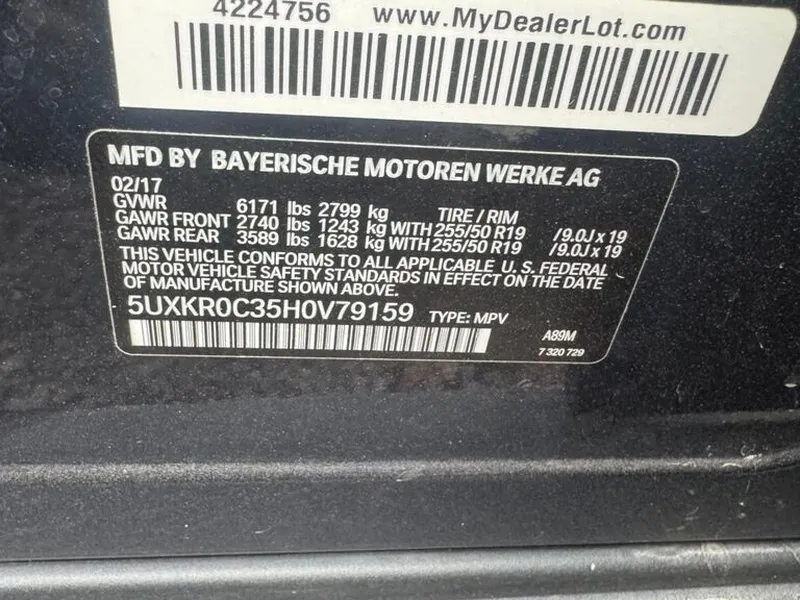 4224756 www.MyDealerLot.com
MFD BY BAYERISCHE MOTOREN WERKE AG
02/17
GVWR 6171 lbs 2799 kg TIRE / RIM
GAWR FRONT 2740 lbs 1243 kg WITH 255/50 R19 /9.0J x 19
GAWR REAR 3589 lbs 1628 kg WITH 255/50 R19 /9.0J x 19
THIS VEHICLE CONFORMS TO ALL APPLICABLE U. S. FEDERAL
MOTOR VEHICLE SAFETY STANDARDS IN EFFECT ON THE DATE
OF MANUFACTURE SHOWN ABOVE.
5UXKR0C35H0V79159 TYPE: MPV
A89M
7 320 729